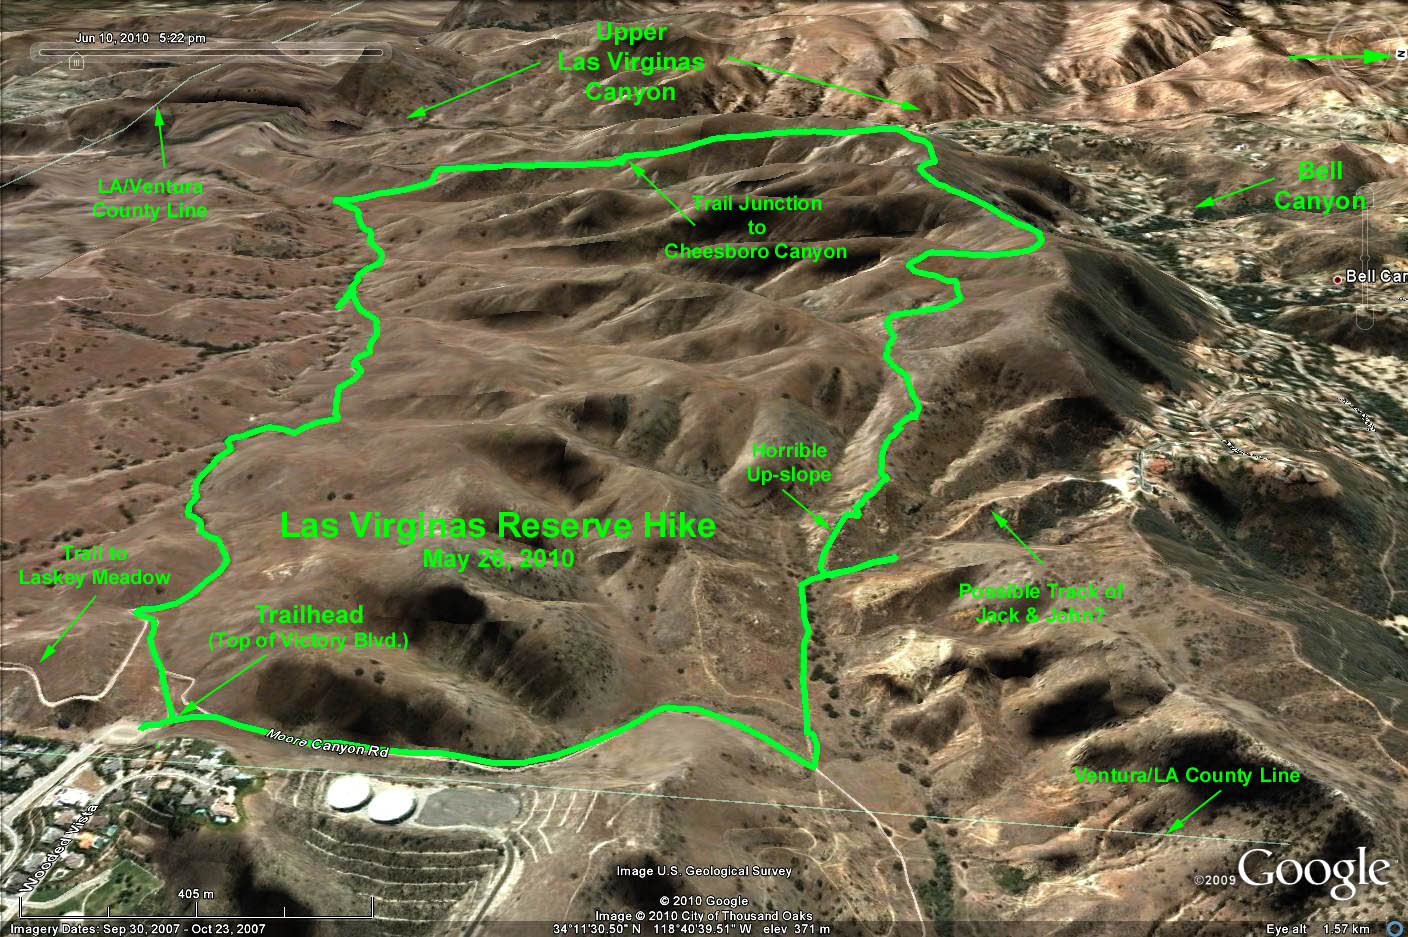 Jun 10, 2010   5:22 pm
Upper
Las Virginas
Canyon
N
LA/Ventura
County Line
Bell
Canyon
Trail Junction
to
Cheesboro Canyon
Bell Can
Horrible
Up-slope
Las Virginas Reserve Hike
May 26, 2010
Trail to
Laskey Meadow
Possible Track of
Jack & John?
Trailhead
(Top of Victory Blvd.)
Moore Canyon Rd
Ventura/LA County Line
Wooded Vista
405 m
Image U.S. Geological Survey
©2009 Google
© 2010 Google
Image © 2010 City of Thousand Oaks
Imagery Dates: Sep 30, 2007 - Oct 23, 2007
34°11'30.50" N   118°40'39.51" W   elev  371 m
Eye alt   1.57 km